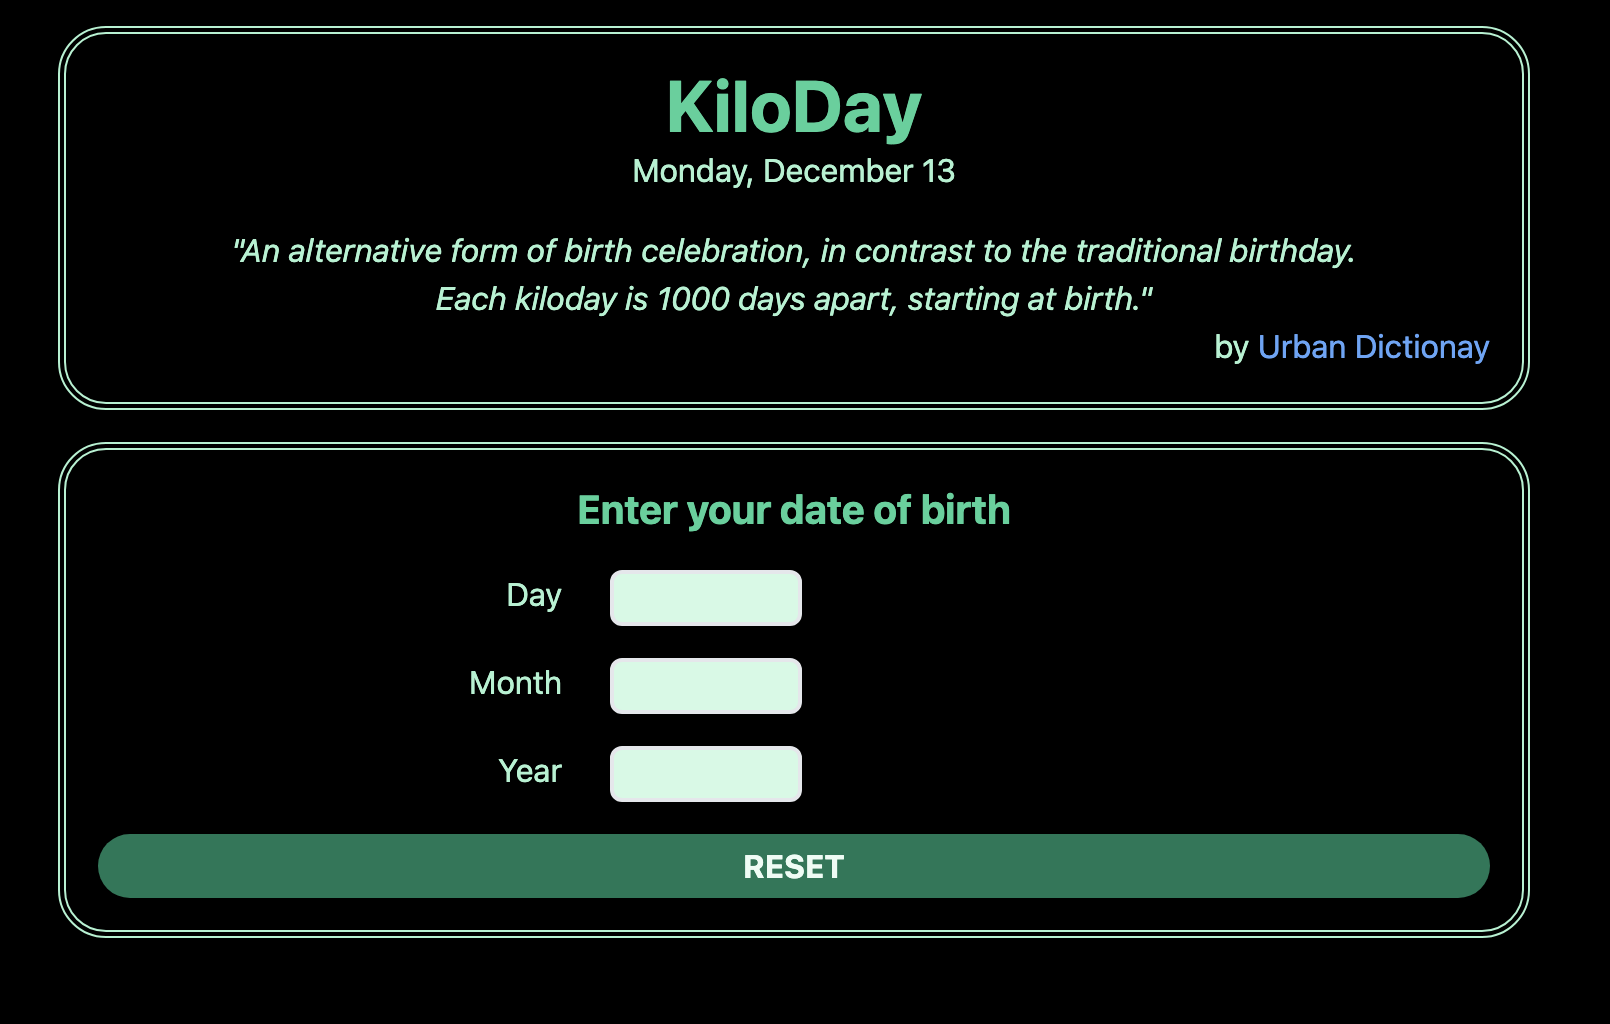 KiloDay
Monday, December 13
"An alternative form of birth celebration, in contrast to the traditional birthday.
Each kiloday is 1000 days apart, starting at birth."
by Urban Dictionay
Enter your date of birth
Day
Month
Year
RESET